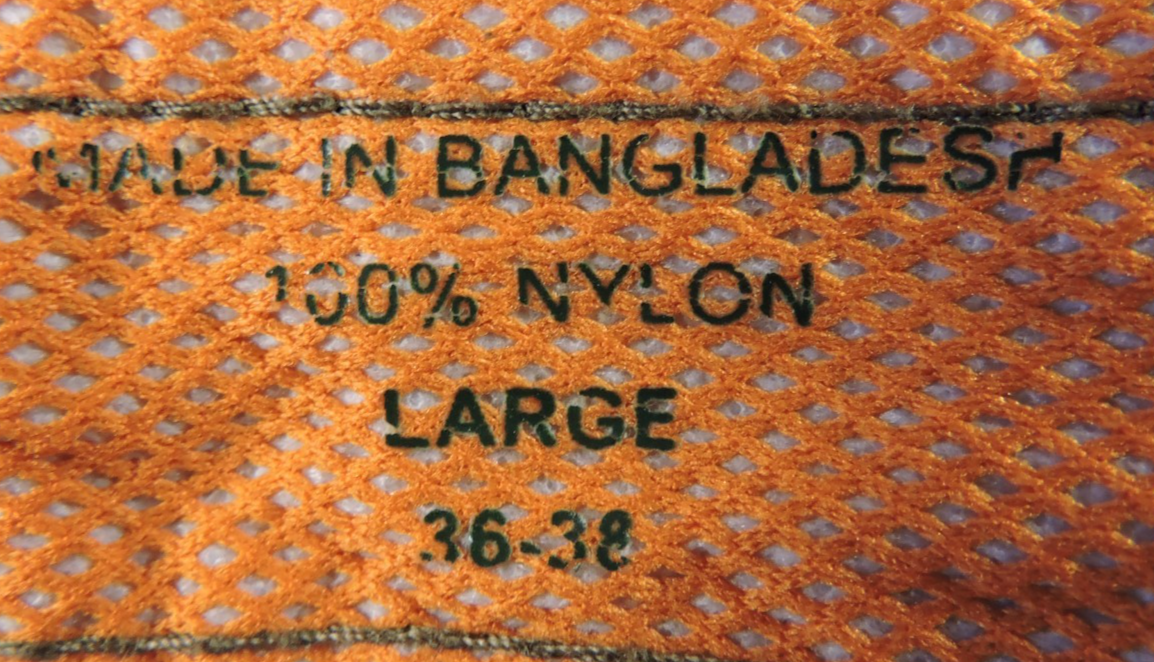 MADE IN BANGLADESH
100% NYLON
LARGE
36-38